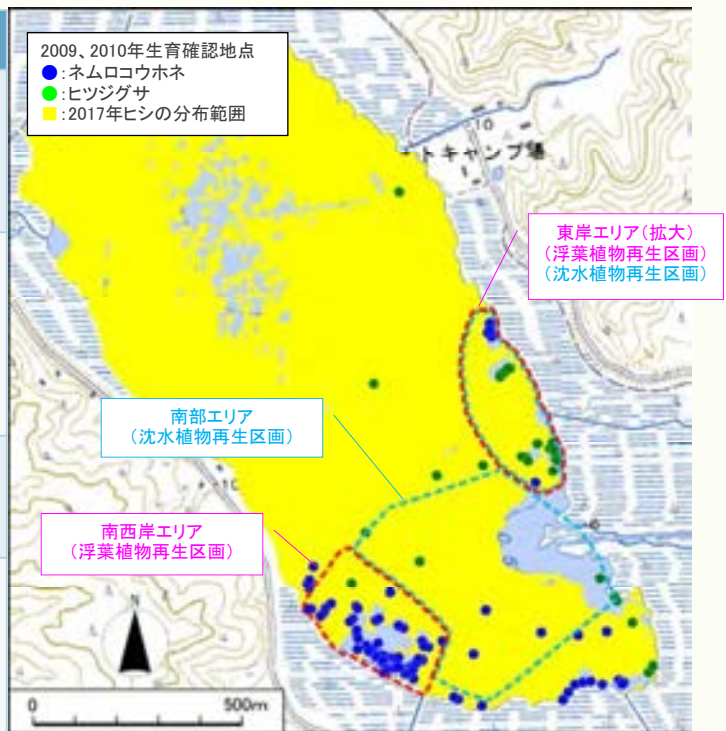 2009、2010年生育確認地点
●:ネムロコウホネ
●:ヒツジグサ
■:2017年ヒシの分布範囲
トキャンプ場
10
東岸エリア(拡大)
(浮葉植物再生区画)
(沈水植物再生区画)
南部エリア
(沈水植物再生区画)
10
南西岸エリア
(浮葉植物再生区画)
6
N
0 500m